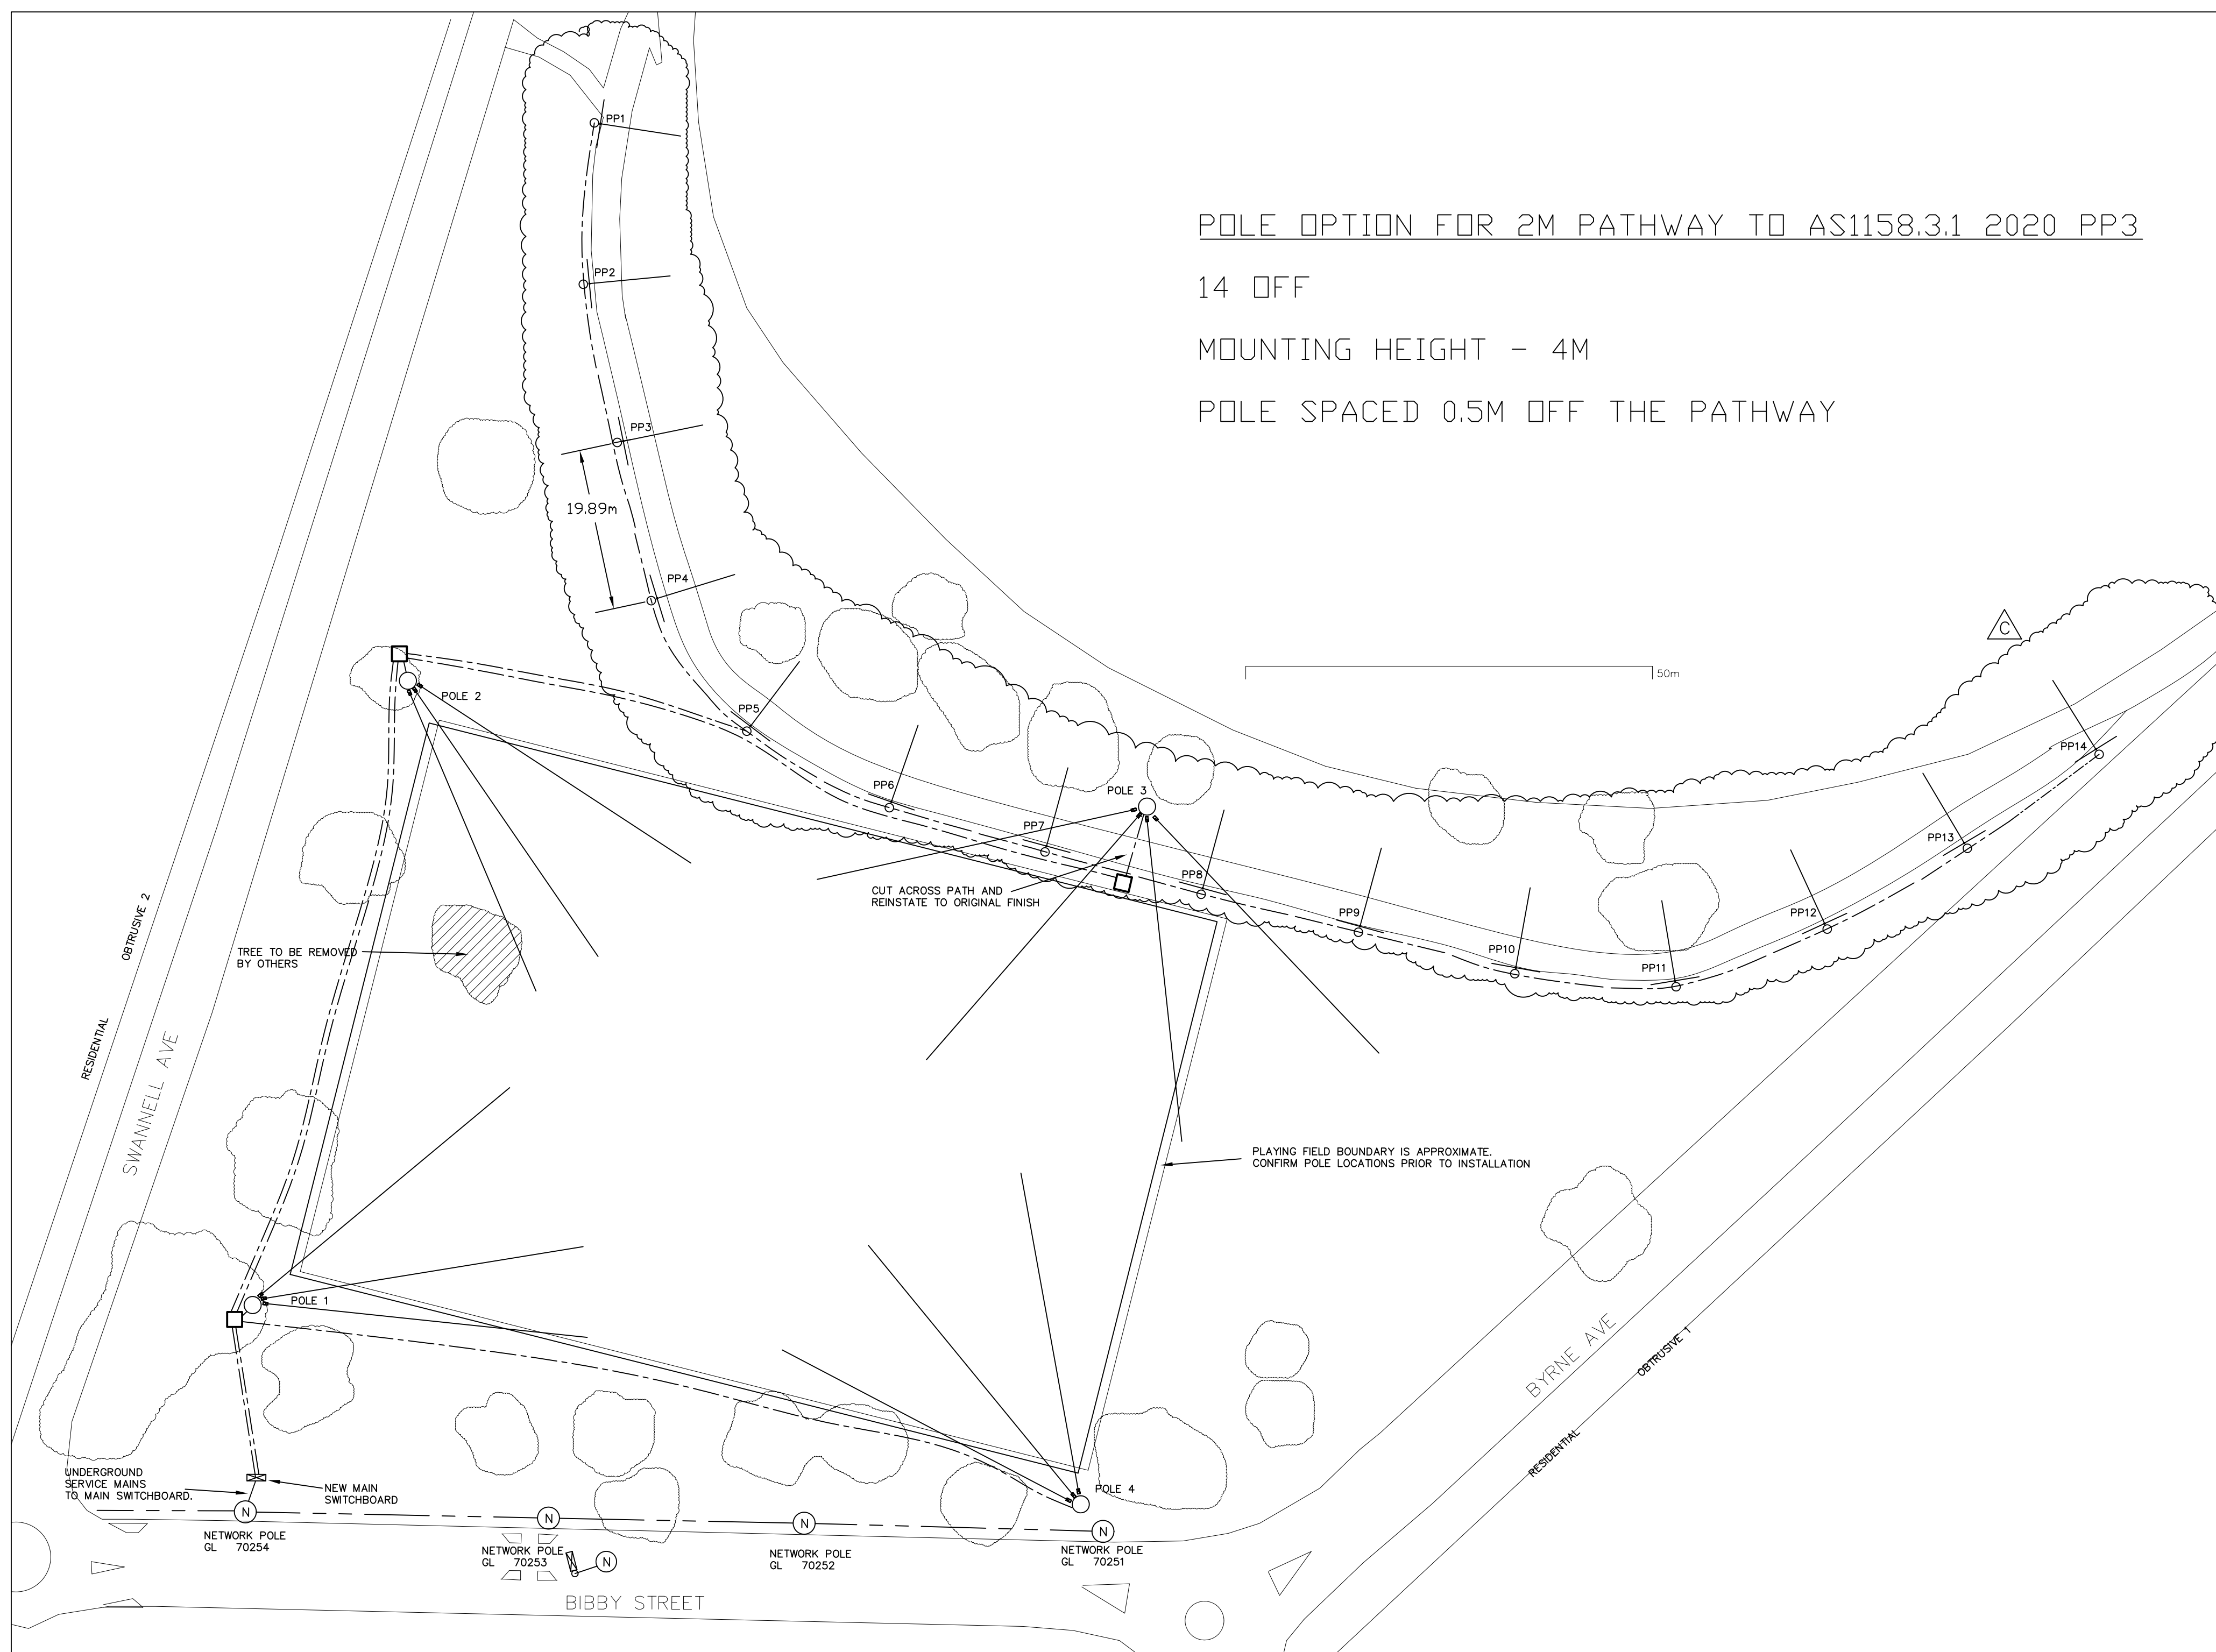 POLE OPTION FOR 2M PATHWAY TO AS1158.3.1 2020 PP3
14 OFF
MOUNTING HEIGHT - 4M
POLE SPACED 0.5M OFF THE PATHWAY
PP1
PP2
PP3
19.89m
PP4
C
50m
POLE 2
PP5
PP14
PP6
POLE 3
PP7
PP13
PP8
CUT ACROSS PATH AND
REINSTATE TO ORIGINAL FINISH
PP9
PP12
PP10
PP11
OBTRUSIVE 2
TREE TO BE REMOVED
BY OTHERS
RESIDENTIAL
SWANNELL AVE
PLAYING FIELD BOUNDARY IS APPROXIMATE.
CONFIRM POLE LOCATIONS PRIOR TO INSTALLATION
POLE 1
BYRNE AVE
OBTRUSIVE 1
RESIDENTIAL
UNDERGROUND
SERVICE MAINS
TO MAIN SWITCHBOARD.
NEW MAIN
SWITCHBOARD
POLE 4
N
N
N
N
NETWORK POLE
GL 70254
NETWORK POLE
GL 70253
N
NETWORK POLE
GL 70252
NETWORK POLE
GL 70251
BIBBY STREET